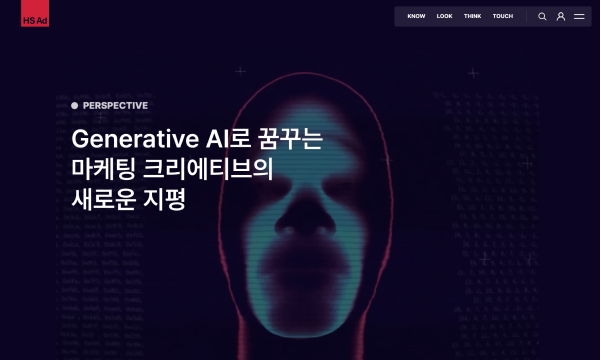 HS Ad
KNOW LOOK THINK TOUCH
PERSPECTIVE
Generative AI로 꿈꾸는
마케팅 크리에티브의
새로운 지평